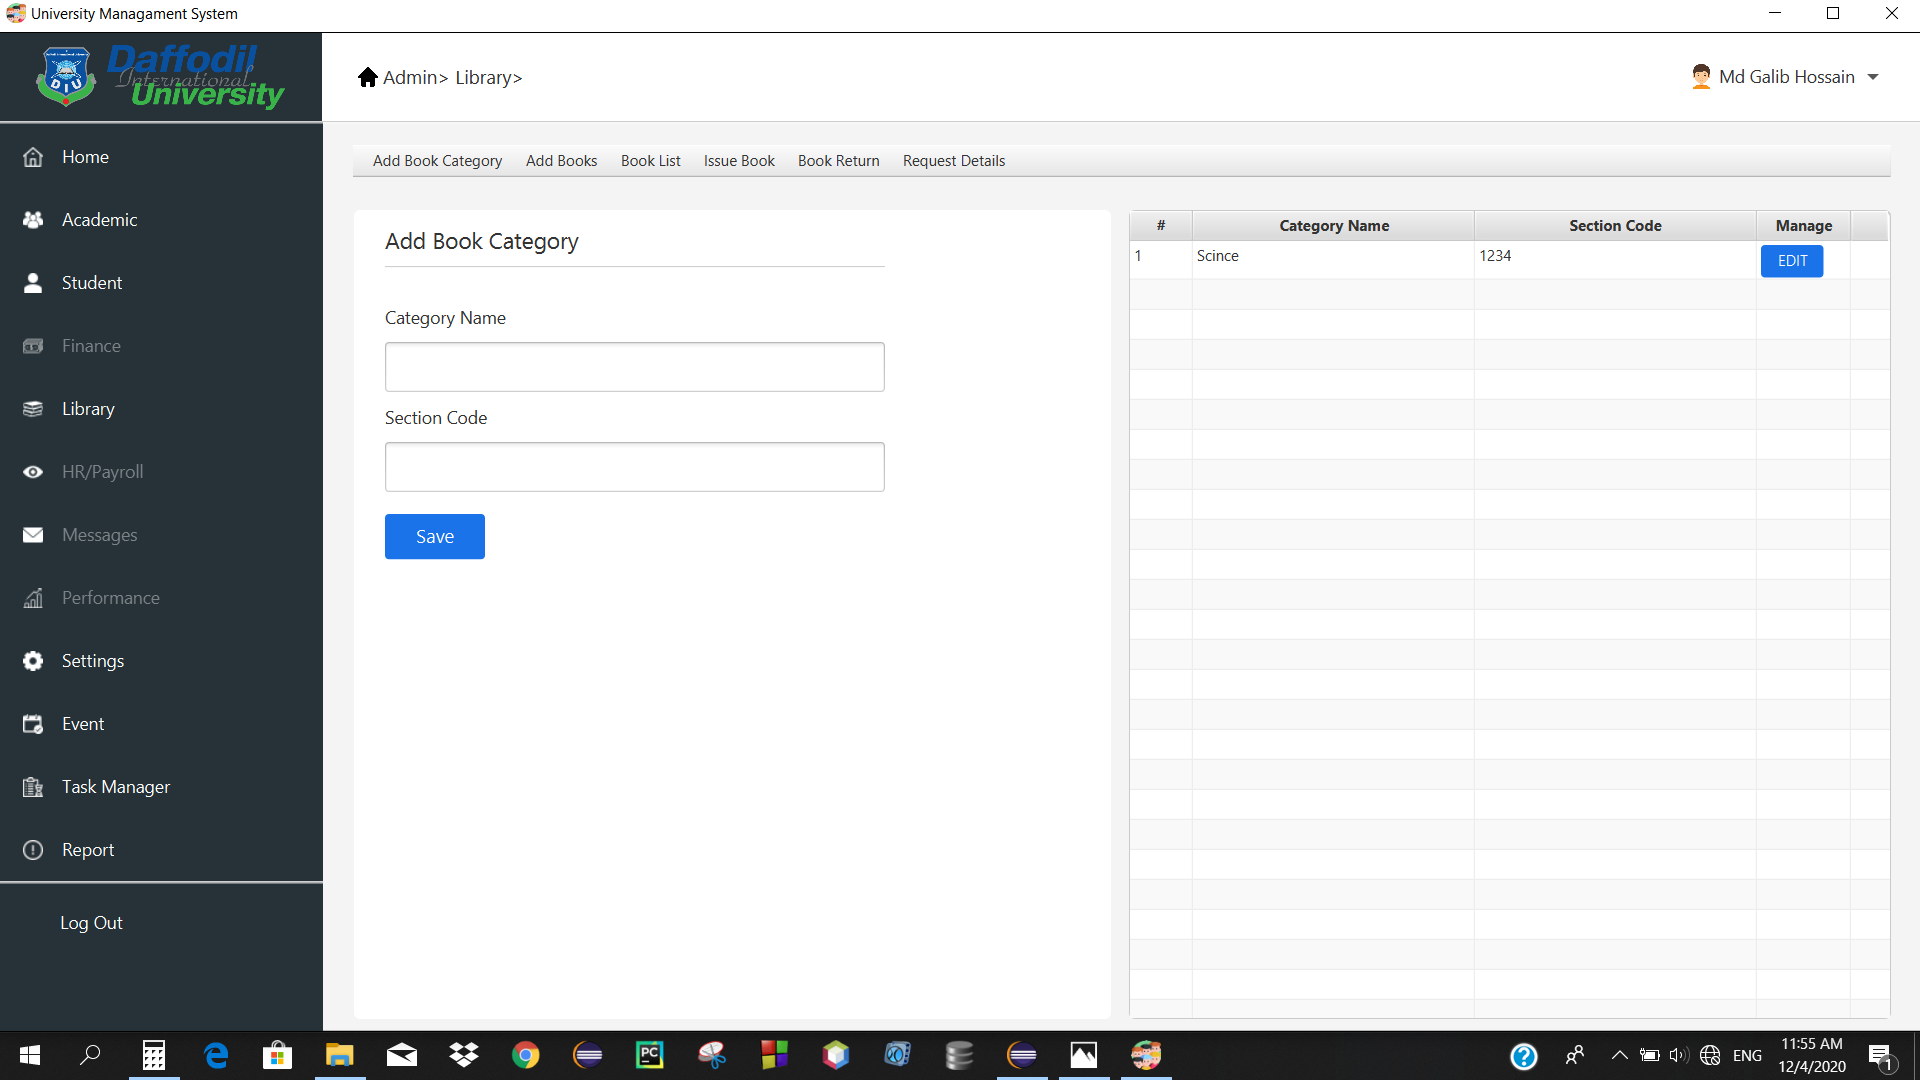 University Managament System
Daffodil
International
University
DIU
Admin> Library>
Md Galib Hossain
Home
Academic
Student
Finance
Library
HR/Payroll
Messages
Performance
Settings
Event
Task Manager
Report
Log Out
Add Book Category Add Books Book List Issue Book Book Return Request Details
Add Book Category
Category Name
Section Code
Save
# Category Name Section Code Manage
1 Scince 1234 EDIT
PC
ENG
11:55 AM
12/4/2020
1